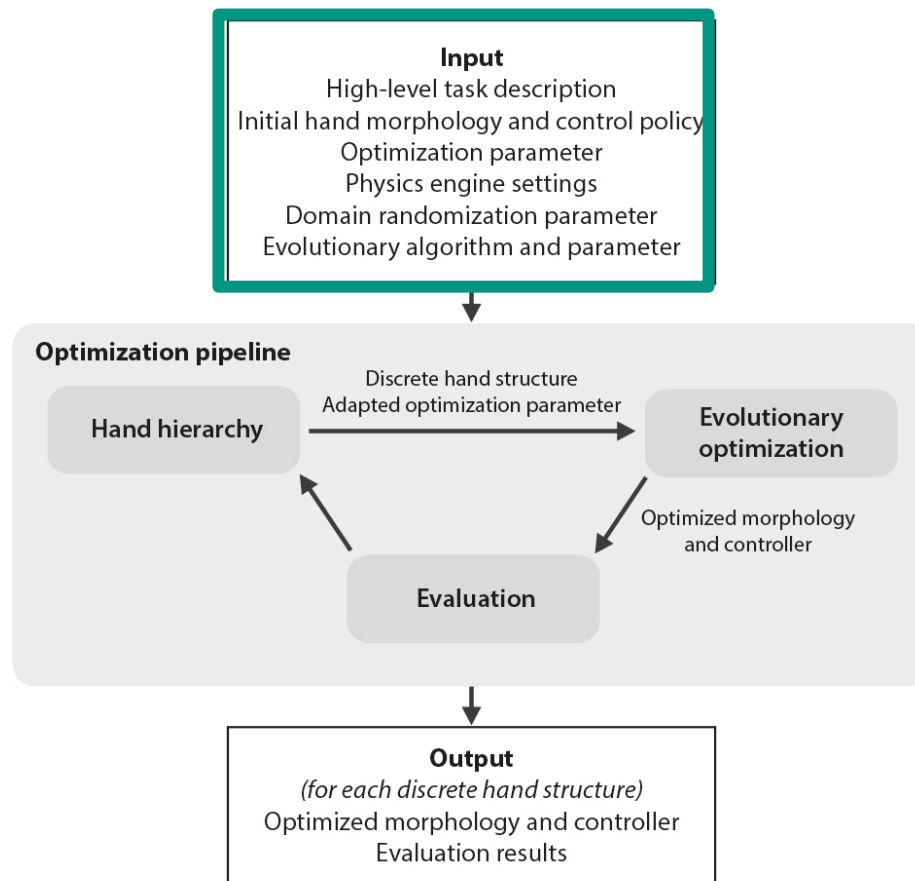 Input
High-level task description
Initial hand morphology and control policy
Optimization parameter
Physics engine settings
Domain randomization parameter
Evolutionary algorithm and parameter
Optimization pipeline
Discrete hand structure
Adapted optimization parameter
Hand hierarchy
Evolutionary
optimization
Optimized morphology
and controller
Evaluation
Output
(for each discrete hand structure)
Optimized morphology and controller
Evaluation results